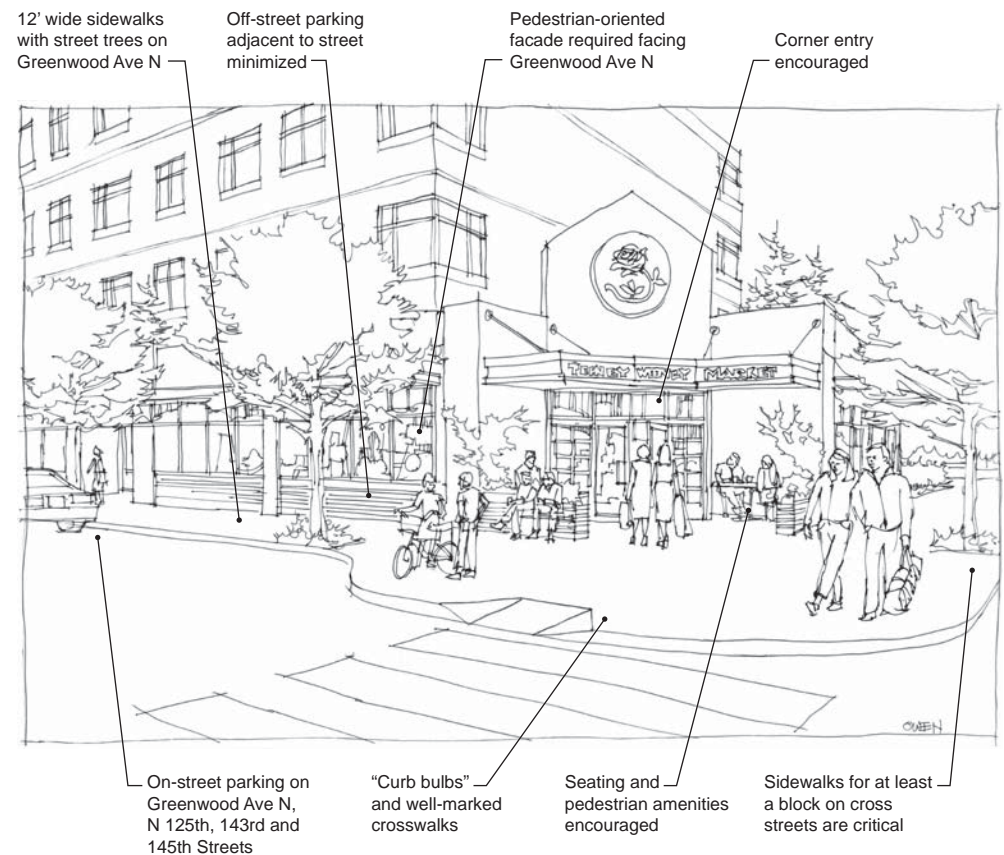 12’ wide sidewalks
with street trees on
Greenwood Ave N
Off-street parking
adjacent to street
minimized
Pedestrian-oriented
facade required facing
Greenwood Ave N
Corner entry
encouraged
MARKET
OWEN
On-street parking on
Greenwood Ave N,
N 125th, 143rd and
145th Streets
“Curb bulbs”
and well-marked
crosswalks
Seating and
pedestrian amenities
encouraged
Sidewalks for at least
a block on cross
streets are critical